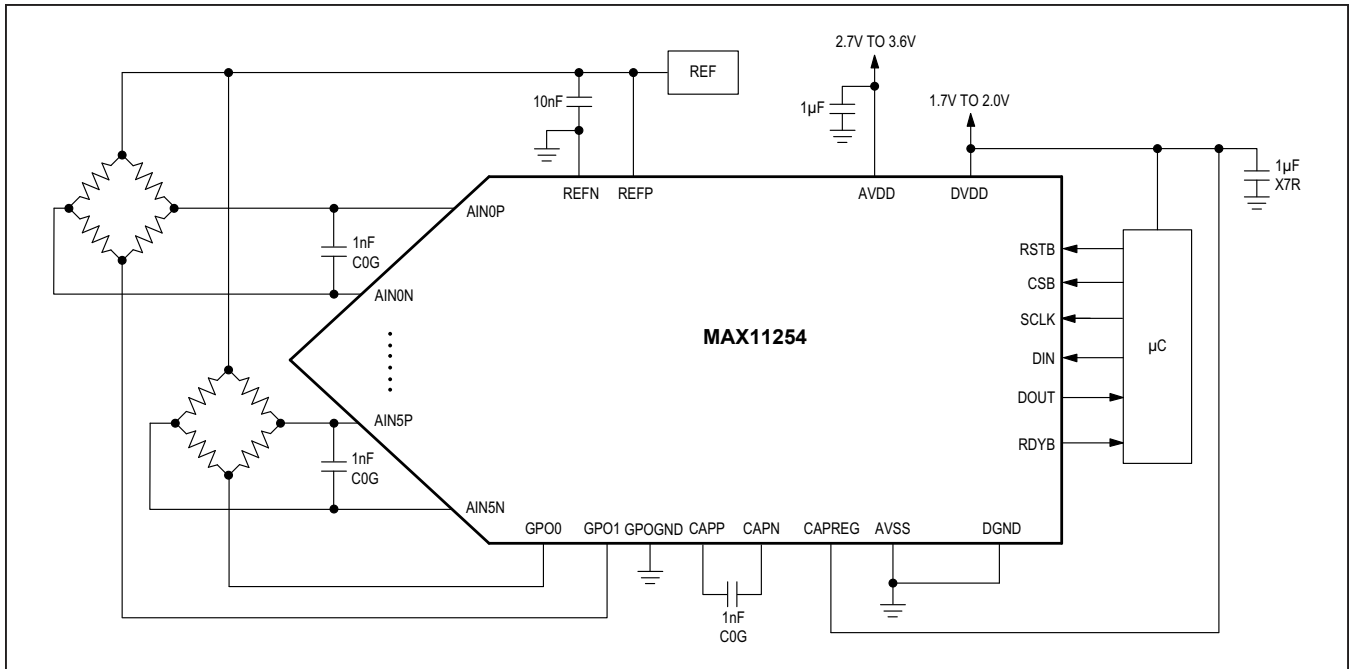 2.7V TO 3.6V
REF
10nF
1µF
1.7V TO 2.0V
1µF
X7R
REFN
REFP
AVDD
DVDD
AIN0P
1nF
C0G
AIN0N
RSTB
CSB
SCLK
DIN
DOUT
RDYB
µC
MAX11254
AIN5P
1nF
C0G
AIN5N
GPO0
GPO1
GPOGND
CAPP
CAPN
CAPREG
AVSS
DGND
1nF
C0G